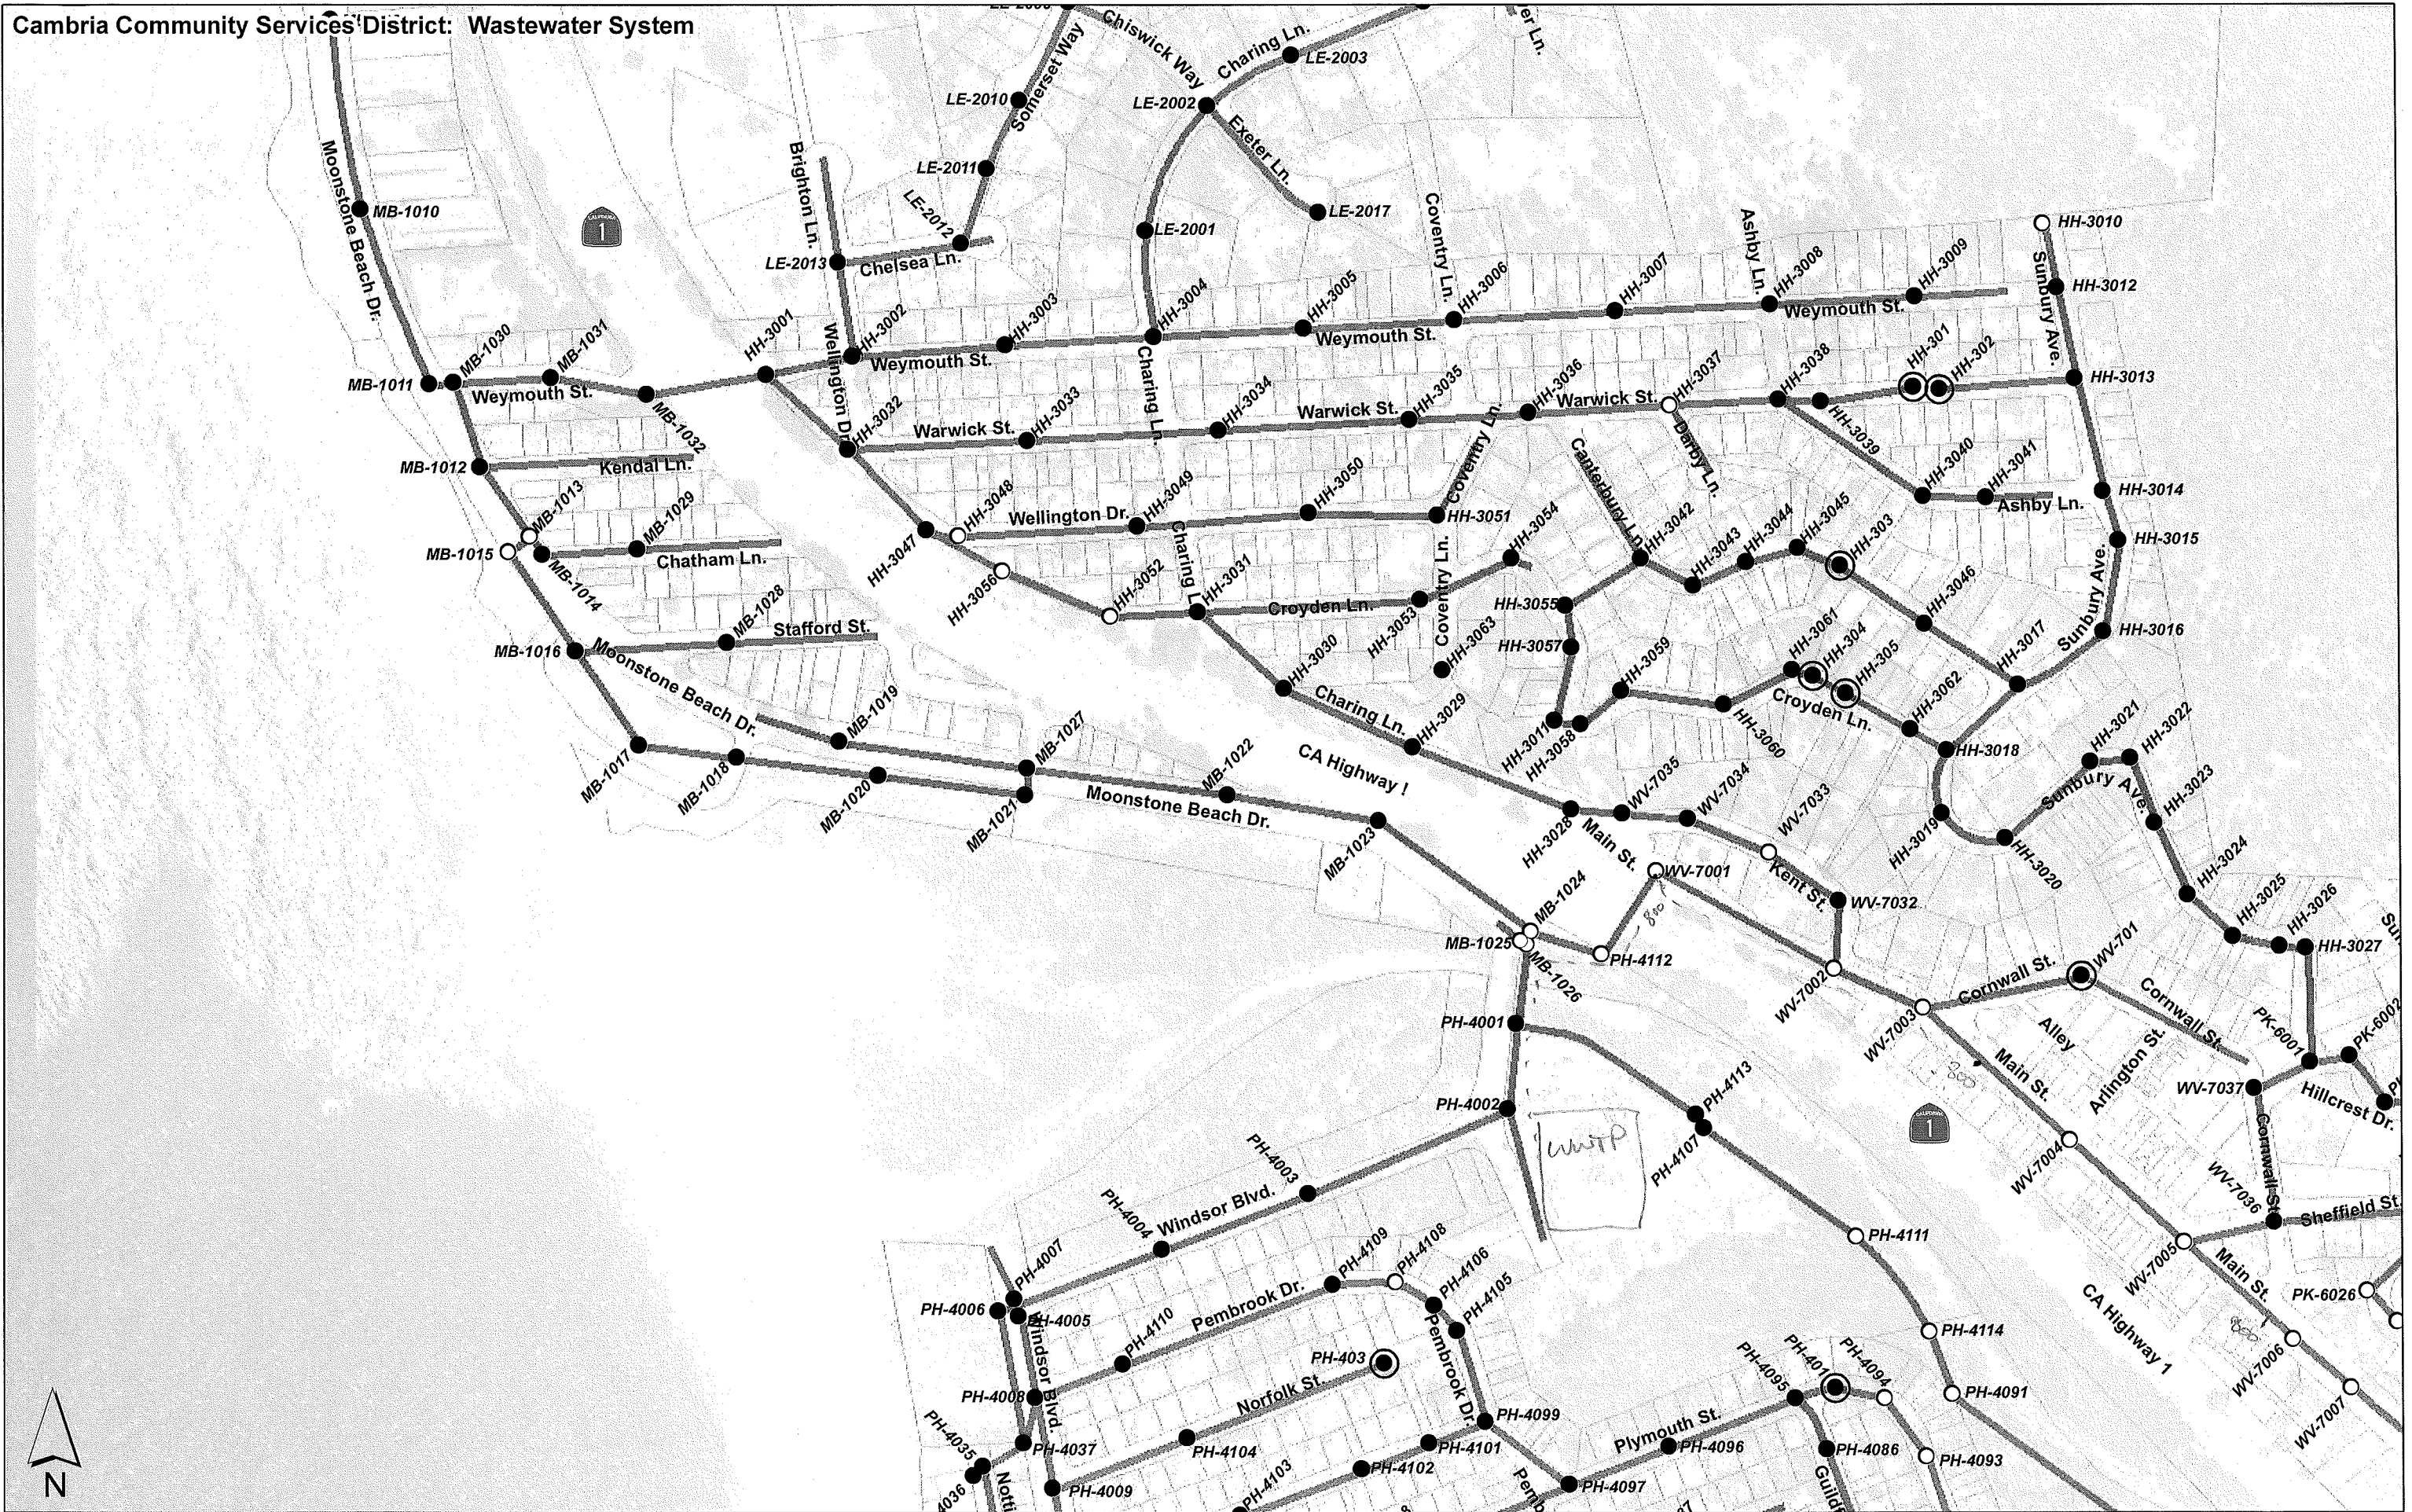 Cambria Community Services District: Wastewater System
Chiswick Way
Charing Ln.
er Ln.
LE-2003
LE-2010
Somerset Way
LE-2002
Exeter Ln.
LE-2011
LE-2012
LE-2017
LE-2001
Brighton Ln.
LE-2013
Chelsea Ln.
Moonstone Beach Dr.
MB-1010
CALIFORNIA
1
Coventry Ln.
Ashby Ln.
HH-3010
Sunbury Ave.
HH-3012
HH-3001
HH-3002
HH-3003
HH-3004
HH-3005
HH-3006
HH-3007
HH-3008
HH-3009
Weymouth St.
Weymouth St.
Weymouth St.
Wellington Dr.
Charing Ln.
MB-1011
MB-1030
MB-1031
Weymouth St.
MB-1032
HH-3032
Warwick St.
HH-3033
HH-3034
Warwick St.
HH-3035
HH-3036
Warwick St.
HH-3037
HH-3038
HH-3039
HH-301
HH-302
HH-3013
Darby Ln.
Coventry Ln.
Canterbury Ln.
HH-3040
HH-3041
Ashby Ln.
HH-3014
MB-1012
Kendal Ln.
MB-1013
MB-1029
Chatham Ln.
MB-1015
MB-1014
HH-3047
HH-3048
Wellington Dr.
HH-3049
HH-3050
HH-3051
HH-3054
HH-3042
HH-3043
HH-3044
HH-3045
HH-303
HH-3046
HH-3015
Sunbury Ave.
HH-3016
HH-3017
HH-3056
HH-3052
Charing L
HH-3031
Croyden Ln.
HH-3053
Coventry Ln.
HH-3063
HH-3055
HH-3057
HH-3059
HH-3061
HH-304
HH-305
HH-3062
Croyden Ln.
HH-3060
HH-3011
HH-3058
HH-3018
MB-1028
Stafford St.
MB-1016
Moonstone Beach Dr.
MB-1019
MB-1017
MB-1018
MB-1020
MB-1021
MB-1027
MB-1022
Moonstone Beach Dr.
MB-1023
HH-3030
Charing Ln.
HH-3029
CA Highway 1
HH-3028
WV-7035
WV-7034
WV-7033
Main St.
Kent St.
WV-7032
HH-3019
HH-3020
Sunbury Ave.
HH-3021
HH-3022
HH-3023
HH-3024
HH-3025
HH-3026
HH-3027
WV-7001
800
MB-1024
MB-1025
MB-1026
PH-4112
WV-7002
WV-7003
Cornwall St.
WV-701
Cornwall St.
Alley
Arlington St.
Main St.
800
PK-6001
PK-6002
WV-7037
Hillcrest Dr.
Cornwall St.
PH-4001
PH-4002
PH-4113
PH-4107
WWTP
1
WV-7004
WV-7036
Sheffield St.
WV-7005
Main St.
PK-6026
CA Highway 1
800
WV-7006
WV-7007
PH-4003
PH-4004
Windsor Blvd.
PH-4007
PH-4006
PH-4005
Windsor Blvd.
PH-4110
Pembrook Dr.
PH-4109
PH-4108
PH-4106
PH-4105
Pembrook Dr.
PH-4111
PH-4114
PH-4091
PH-403
Norfolk St.
PH-4008
PH-4035
PH-4037
PH-4104
PH-4099
PH-4101
PH-4102
PH-4103
PH-4009
4036
Notti
Plymouth St.
PH-4095
PH-401
PH-4094
PH-4096
PH-4086
PH-4093
PH-4097
Pemb
Guildf
N